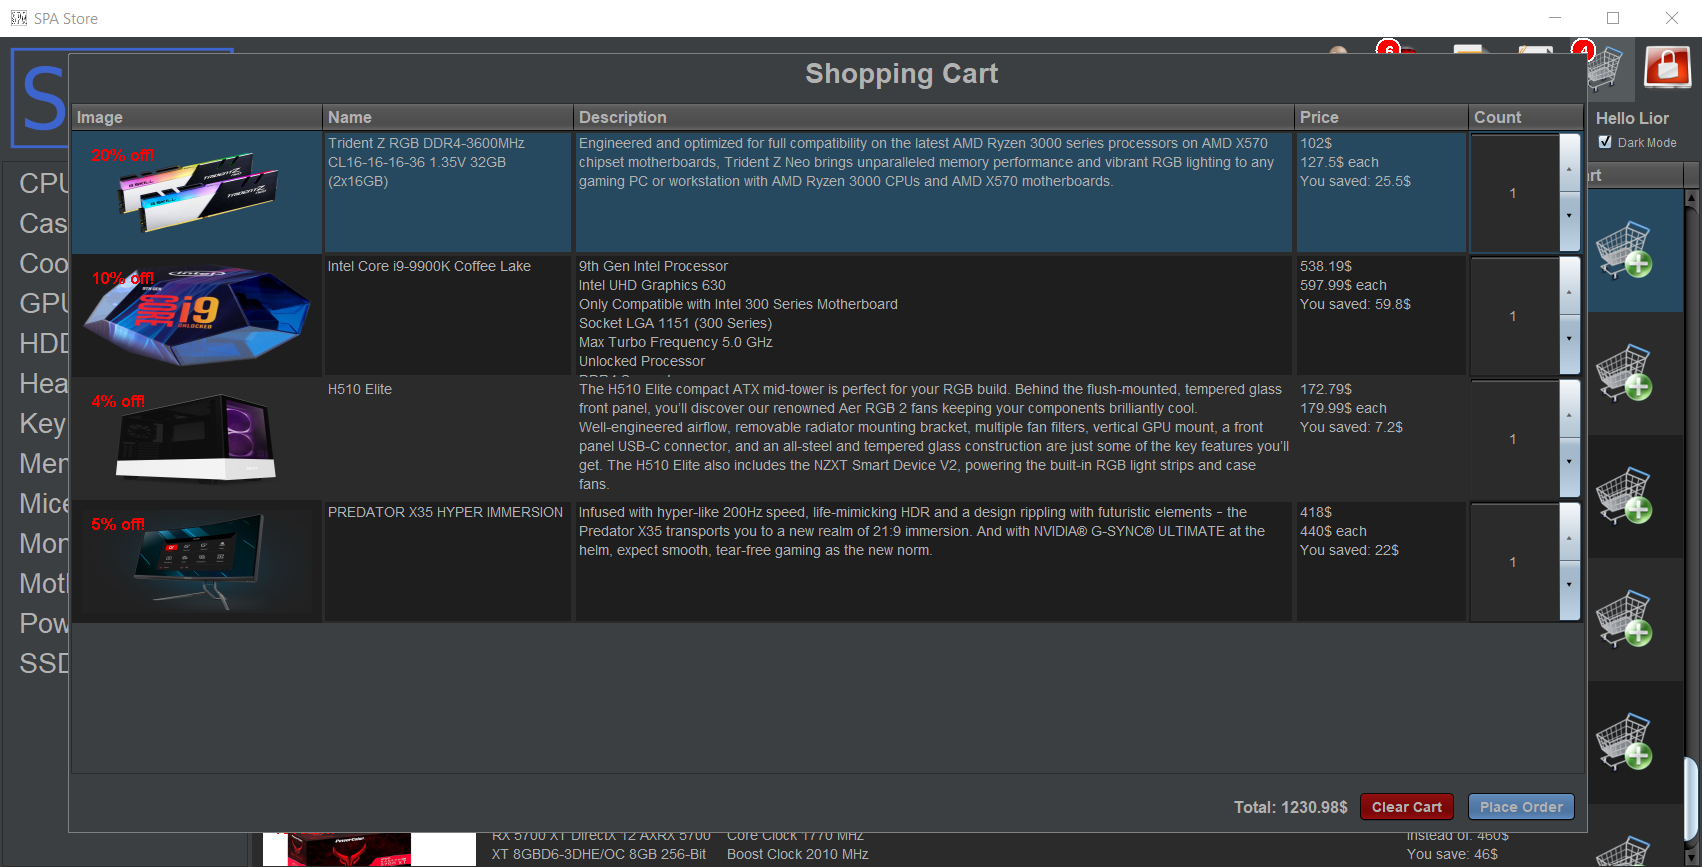 SPA Store
S
6
4
Hello Lior
Dark Mode
Shopping Cart
Image Name Description Price Count
20% off!
Trident Z RGB DDR4-3600MHz
CL16-16-16-36 1.35V 32GB
(2x16GB)
Engineered and optimized for full compatibility on the latest AMD Ryzen 3000 series processors on AMD X570
chipset motherboards, Trident Z Neo brings unparalleled memory performance and vibrant RGB lighting to any
gaming PC or workstation with AMD Ryzen 3000 CPUs and AMD X570 motherboards.
102$
127.5$ each
You saved: 25.5$
1
10% off!
i9
UNLOCKED
Intel Core i9-9900K Coffee Lake
9th Gen Intel Processor
Intel UHD Graphics 630
Only Compatible with Intel 300 Series Motherboard
Socket LGA 1151 (300 Series)
Max Turbo Frequency 5.0 GHz
Unlocked Processor
538.19$
597.99$ each
You saved: 59.8$
1
4% off!
H510 Elite
The H510 Elite compact ATX mid-tower is perfect for your RGB build. Behind the flush-mounted, tempered glass
front panel, you'll discover our renowned Aer RGB 2 fans keeping your components brilliantly cool.
Well-engineered airflow, removable radiator mounting bracket, multiple fan filters, vertical GPU mount, a front
panel USB-C connector, and an all-steel and tempered glass construction are just some of the key features you'll
get. The H510 Elite also includes the NZXT Smart Device V2, powering the built-in RGB light strips and case
fans.
172.79$
179.99$ each
You saved: 7.2$
1
5% off!
PREDATOR X35 HYPER IMMERSION
Infused with hyper-like 200Hz speed, life-mimicking HDR and a design rippling with futuristic elements – the
Predator X35 transports you to a new realm of 21:9 immersion. And with NVIDIA® G-SYNC® ULTIMATE at the
helm, expect smooth, tear-free gaming as the new norm.
418$
440$ each
You saved: 22$
1
Total: 1230.98$ Clear Cart Place Order
CPU
Cas
Coo
GPU
HDD
Hea
Key
Mem
Mice
Mon
Moth
Pow
SSD
rt
RX 5700 XT DirectX 12 AXRX 5700 Core Clock 1770 MHz Instead of: 460$
XT 8GBD6-3DHE/OC 8GB 256-Bit Boost Clock 2010 MHz You save: 46$